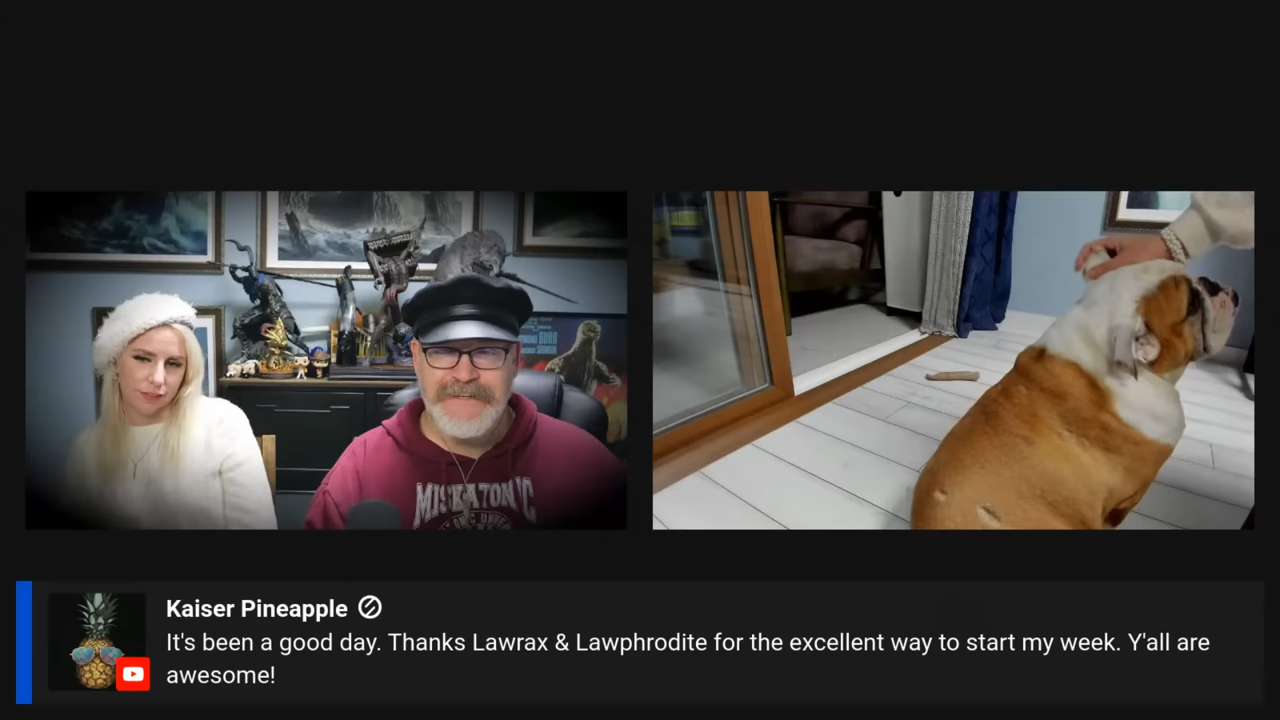 MISKATONIC
Kaiser Pineapple
It's been a good day. Thanks Lawrax & Lawphrodite for the excellent way to start my week. Y'all are
awesome!